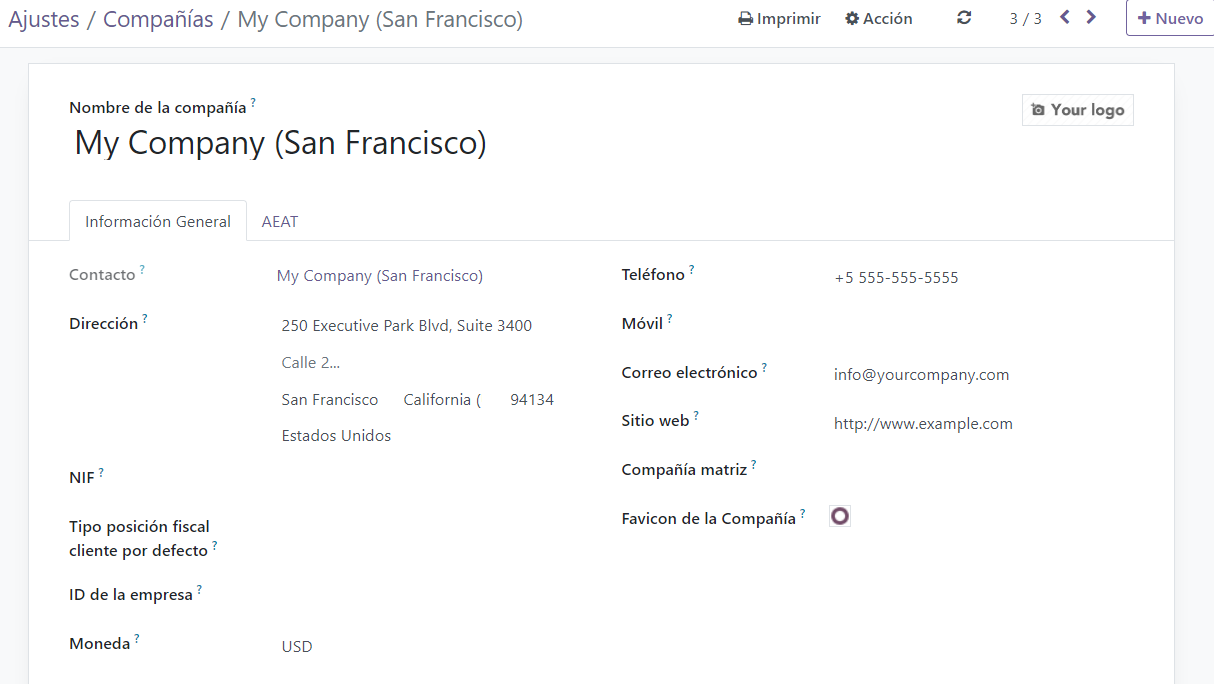 Ajustes / Compañías / My Company (San Francisco) Imprimir Acción 3 / 3 Nuevo
Nombre de la compañía ?
Your logo
My Company (San Francisco)
Información General AEAT
Contacto ? My Company (San Francisco)
Dirección ? 250 Executive Park Blvd, Suite 3400
Calle 2...
San Francisco California ( 94134
Estados Unidos
NIF ?
Tipo posición fiscal
cliente por defecto ?
ID de la empresa ?
Moneda ? USD
Teléfono ? +5 555-555-5555
Móvil ?
Correo electrónico ? info@yourcompany.com
Sitio web ? http://www.example.com
Compañía matriz ?
Favicon de la Compañía ?